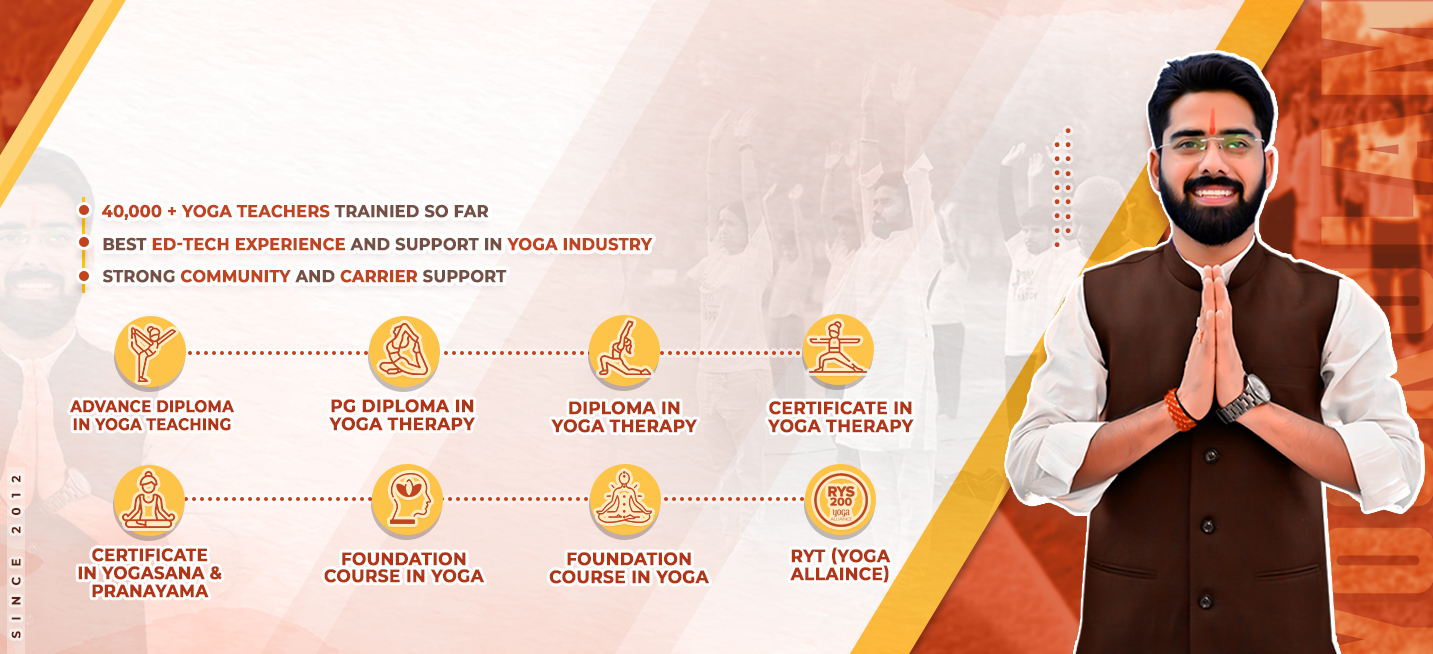 40,000 + YOGA TEACHERS TRAINIED SO FAR
BEST ED-TECH EXPERIENCE AND SUPPORT IN YOGA INDUSTRY
STRONG COMMUNITY AND CARRIER SUPPORT
ADVANCE DIPLOMA
IN YOGA TEACHING
PG DIPLOMA IN
YOGA THERAPY
DIPLOMA IN
YOGA THERAPY
CERTIFICATE IN
YOGA THERAPY
CERTIFICATE
IN YOGASANA &
PRANAYAMA
FOUNDATION
COURSE IN YOGA
FOUNDATION
COURSE IN YOGA
RYS
200
yoga
ALLIANCE
RYT (YOGA
ALLAINCE)
SINCE 2012